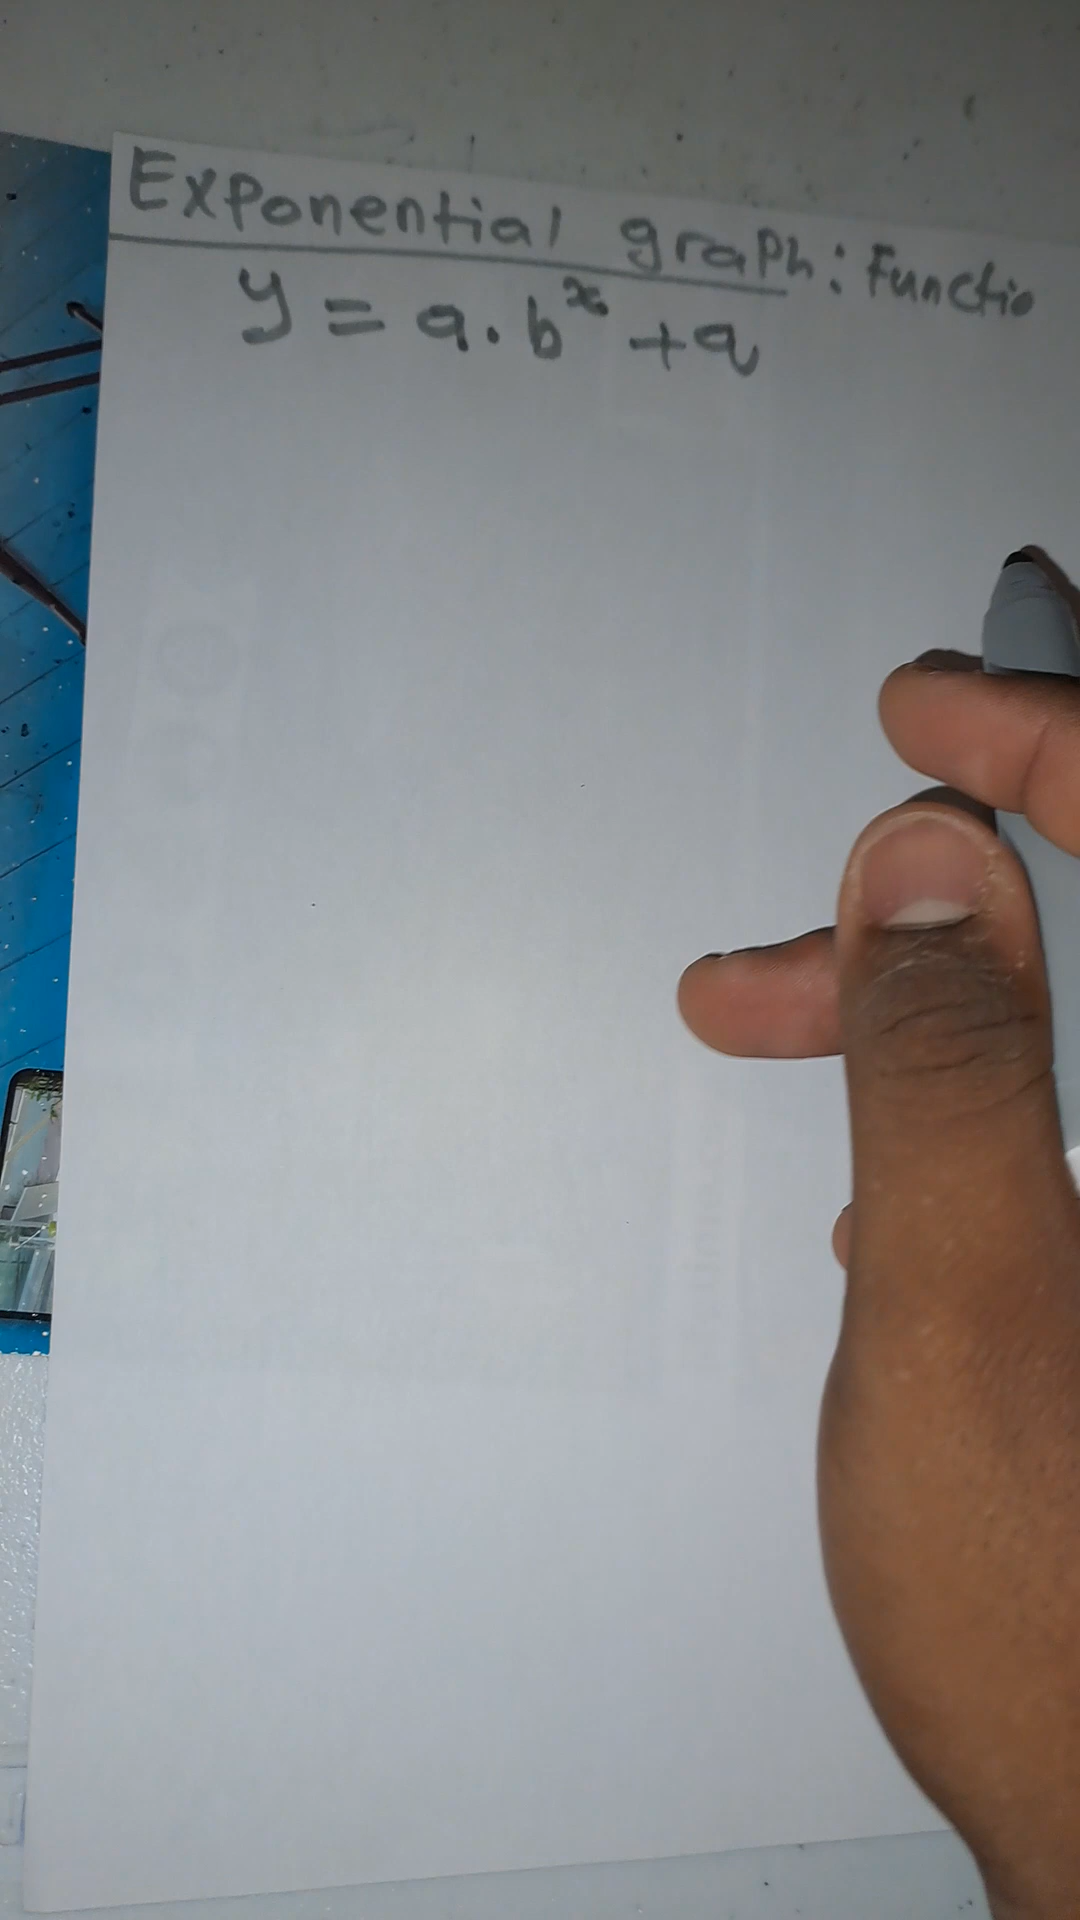 Exponential graph: Functio
y = a.b^x + q